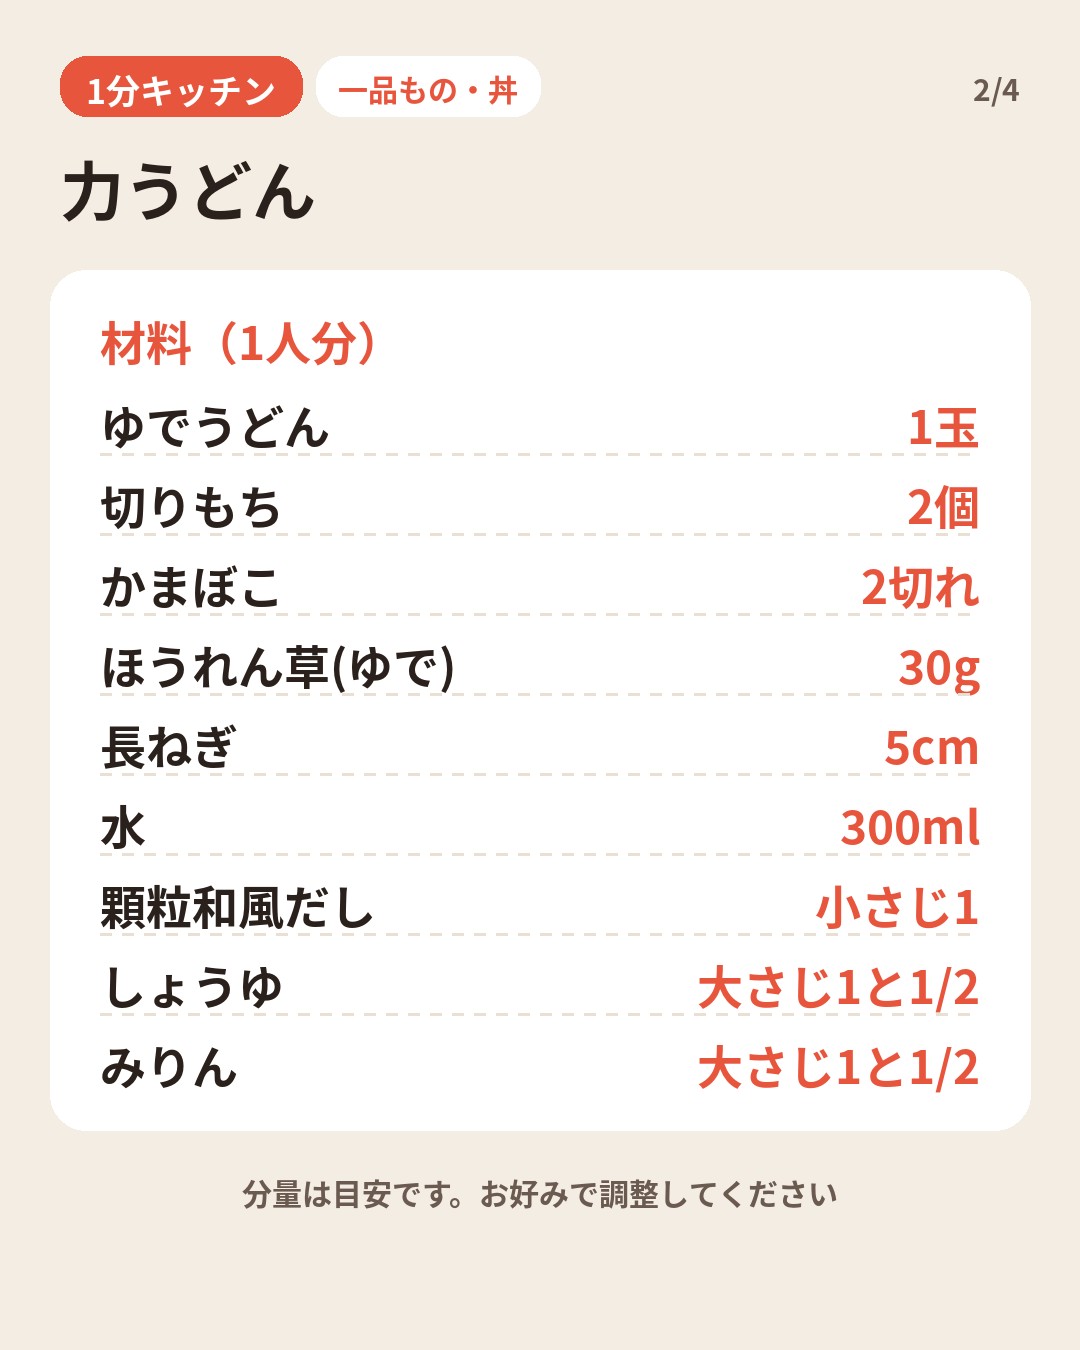 1分キッチン 一品もの・丼 2/4
力うどん
材料（1人分）
ゆでうどん 1玉
切りもち 2個
かまぼこ 2切れ
ほうれん草(ゆで) 30g
長ねぎ 5cm
水 300ml
顆粒和風だし 小さじ1
しょうゆ 大さじ1と1/2
みりん 大さじ1と1/2
分量は目安です。お好みで調整してください